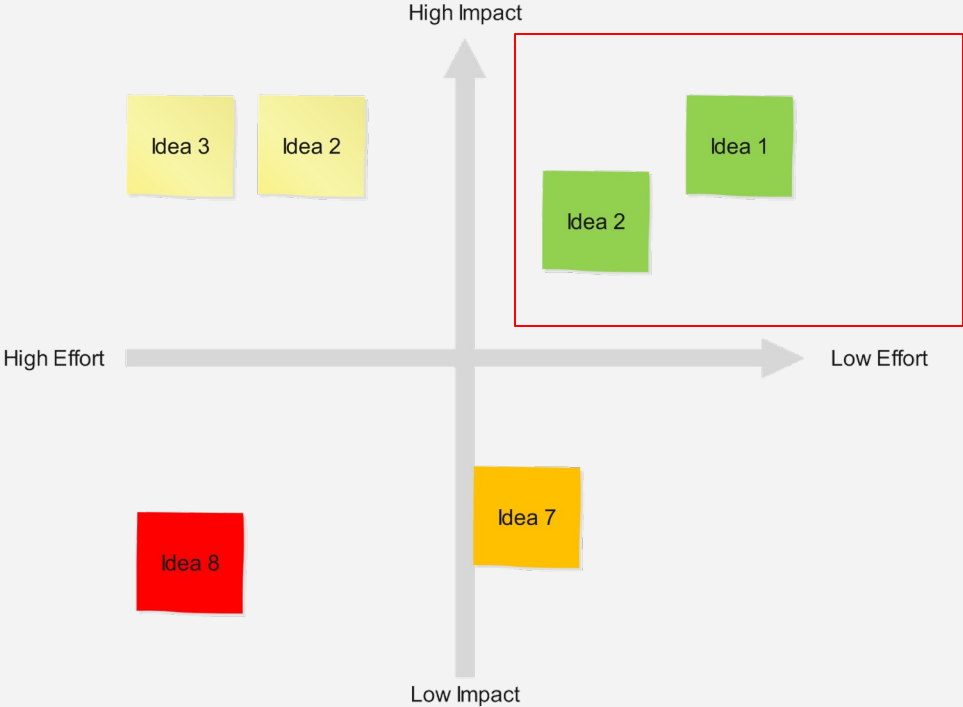 High Impact
Idea 3
Idea 2
Idea 1
Idea 2
High Effort
Low Effort
Idea 7
Idea 8
Low Impact